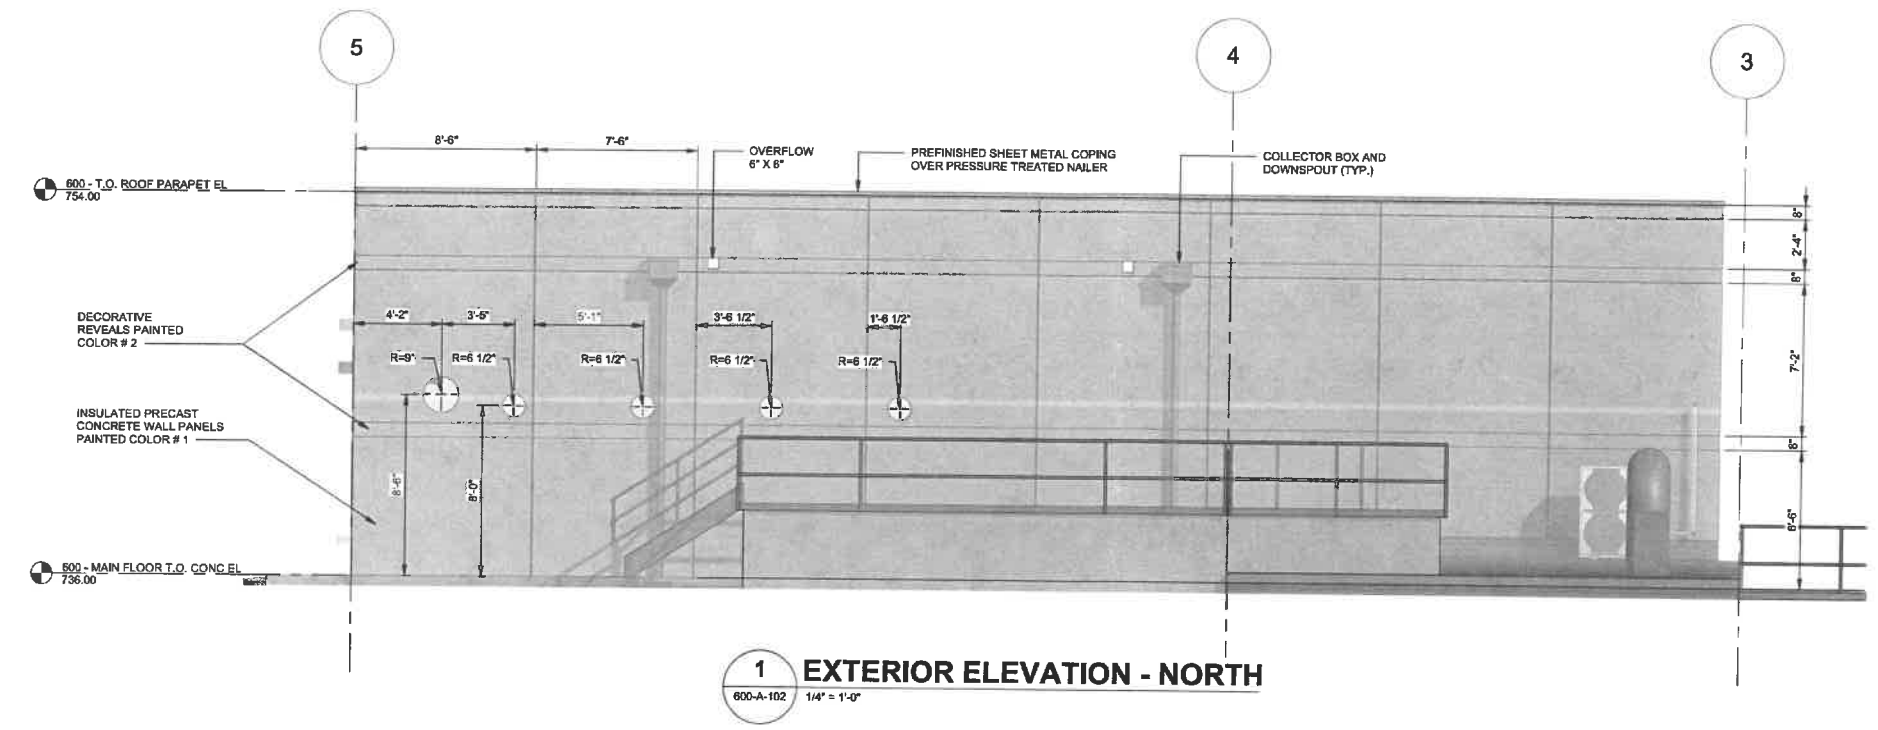 5
4
3
8'-6"
7'-6"
OVERFLOW
6" X 6"
PREFINISHED SHEET METAL COPING
OVER PRESSURE TREATED NAILER
COLLECTOR BOX AND
DOWNSPOUT (TYP.)
600 - T.O. ROOF PARAPET EL
754.00
8"
2'-4"
8"
7'-2"
8"
6'-6"
DECORATIVE
REVEALS PAINTED
COLOR # 2
4'-2"
3'-5"
5'-1"
3'-6 1/2"
1'-6 1/2"
R=9"
R=6 1/2"
R=6 1/2"
R=6 1/2"
R=6 1/2"
INSULATED PRECAST
CONCRETE WALL PANELS
PAINTED COLOR # 1
8'-6"
8'-0"
600 - MAIN FLOOR T.O. CONC EL
736.00
1
EXTERIOR ELEVATION - NORTH
600-A-102
1/4" = 1'-0"